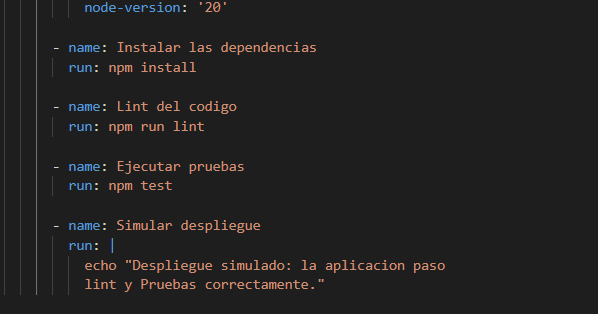 node-version: '20'
- name: Instalar las dependencias
run: npm install
- name: Lint del codigo
run: npm run lint
- name: Ejecutar pruebas
run: npm test
- name: Simular despliegue
run: |
echo "Despliegue simulado: la aplicacion paso
lint y Pruebas correctamente."